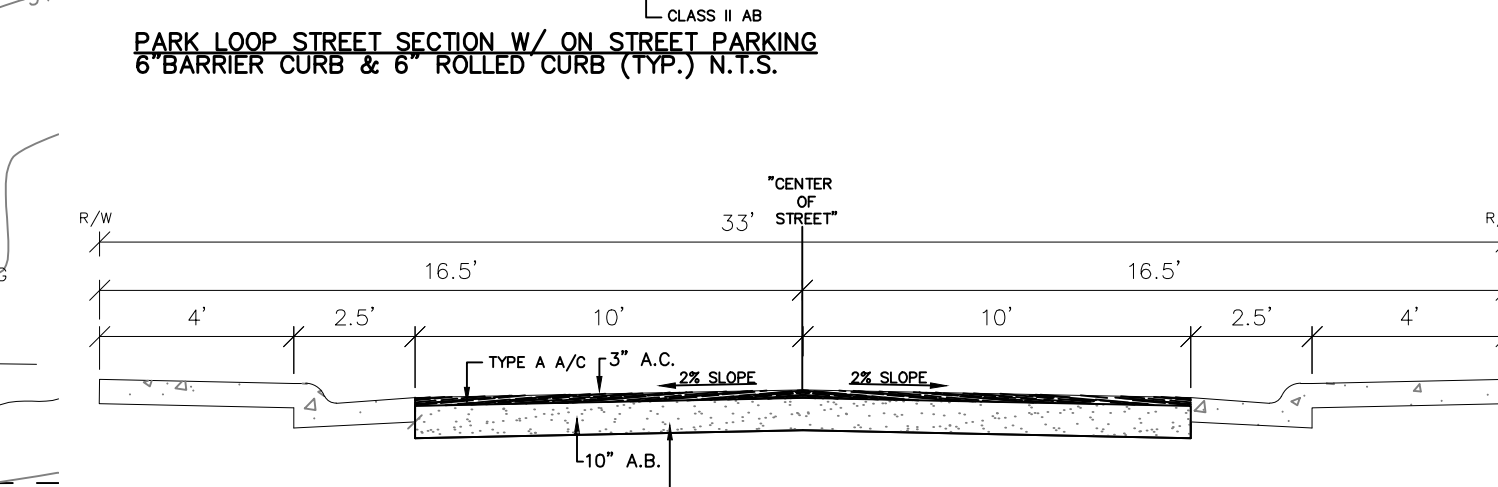 CLASS II AB
PARK LOOP STREET SECTION W/ ON STREET PARKING
6"BARRIER CURB & 6" ROLLED CURB (TYP.) N.T.S.
"CENTER
OF
STREET"
R/W
33'
R/
16.5'
16.5'
4'
2.5'
10'
10'
2.5'
4'
TYPE A A/C
3" A.C.
2% SLOPE
2% SLOPE
10" A.B.